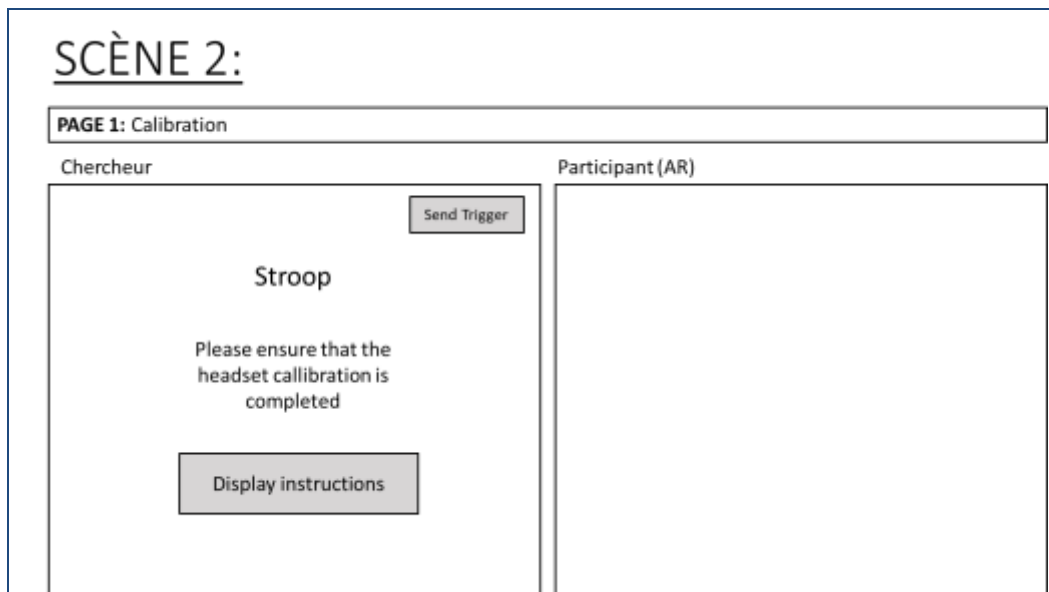 SCÈNE 2:
PAGE 1: Calibration
Chercheur
Participant (AR)
Send Trigger
Stroop
Please ensure that the
headset callibration is
completed
Display instructions